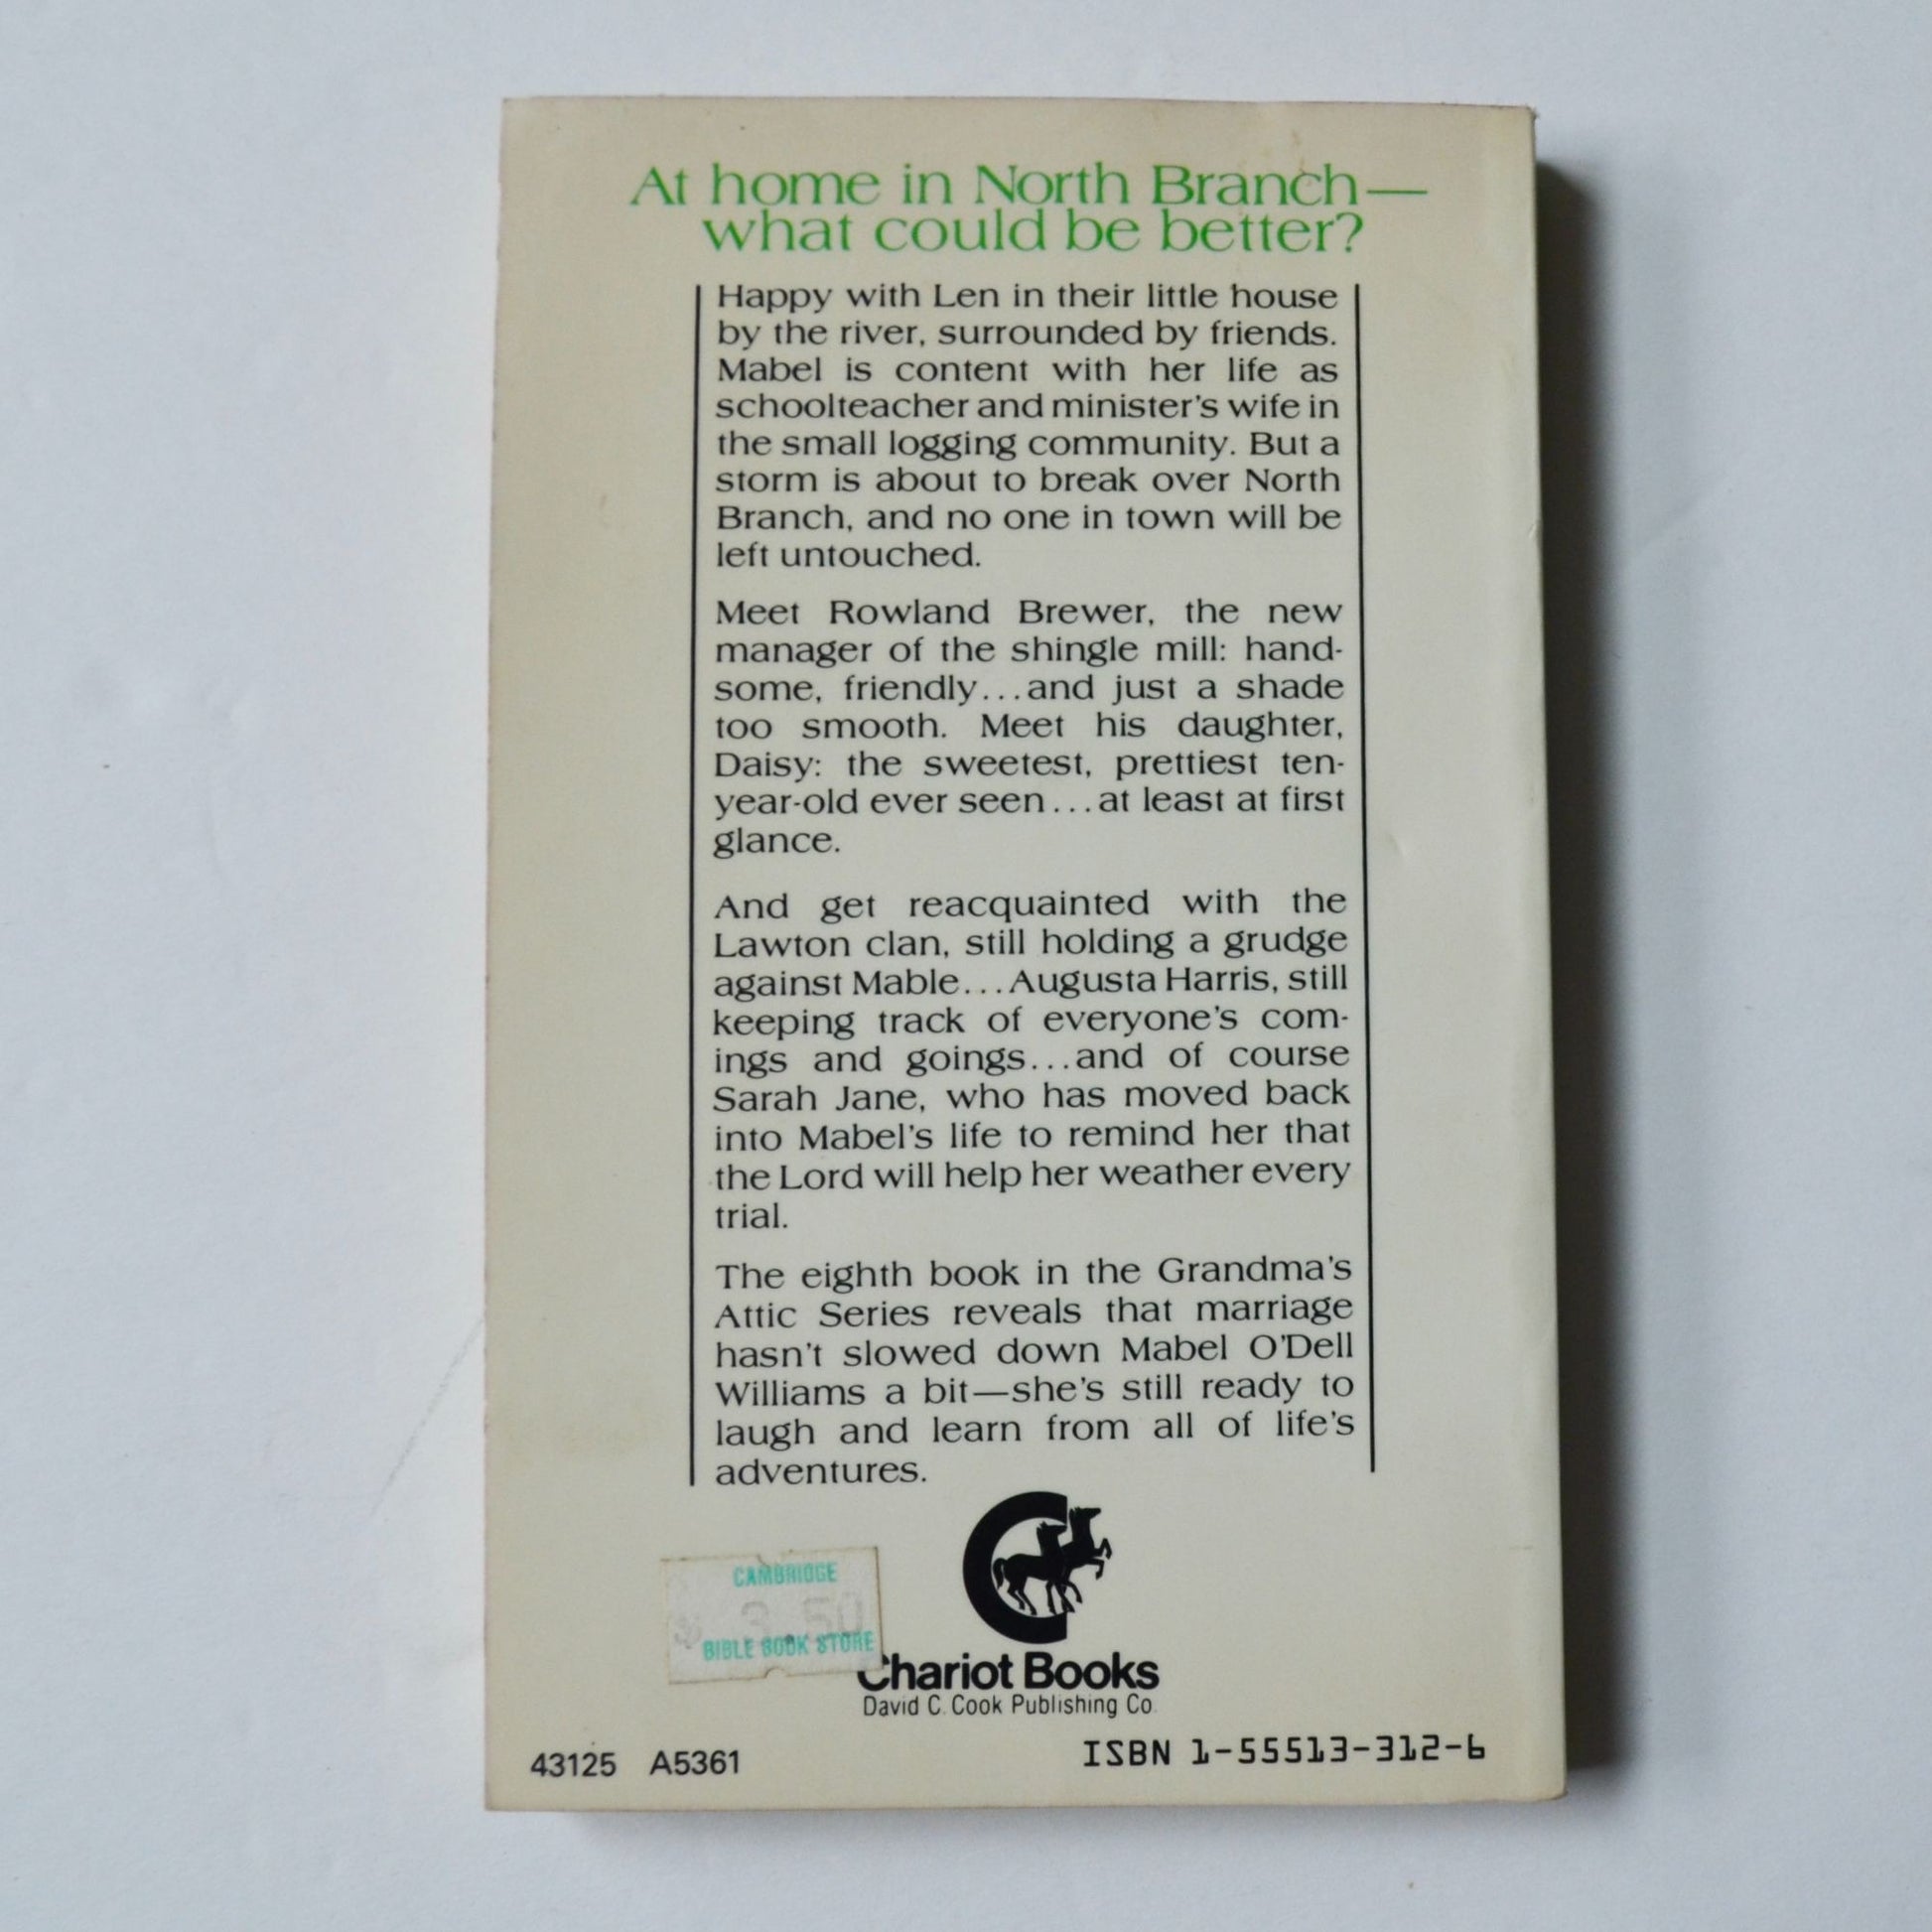 At home in North Branch—
what could be better?
Happy with Len in their little house
by the river, surrounded by friends.
Mabel is content with her life as
schoolteacher and minister's wife in
the small logging community. But a
storm is about to break over North
Branch, and no one in town will be
left untouched.
Meet Rowland Brewer, the new
manager of the shingle mill: hand-
some, friendly...and just a shade
too smooth. Meet his daughter,
Daisy: the sweetest, prettiest ten-
year-old ever seen...at least at first
glance.
And get reacquainted with the
Lawton clan, still holding a grudge
against Mable...Augusta Harris, still
keeping track of everyone's com-
ings and goings...and of course
Sarah Jane, who has moved back
into Mabel's life to remind her that
the Lord will help her weather every
trial.
The eighth book in the Grandma's
Attic Series reveals that marriage
hasn't slowed down Mabel O'Dell
Williams a bit—she's still ready to
laugh and learn from all of life's
adventures.
CAMBRIDGE
$ 3.50
BIBLE BOOK STORE
Chariot Books
David C. Cook Publishing Co.
43125 A5361
ISBN 1-55513-312-6